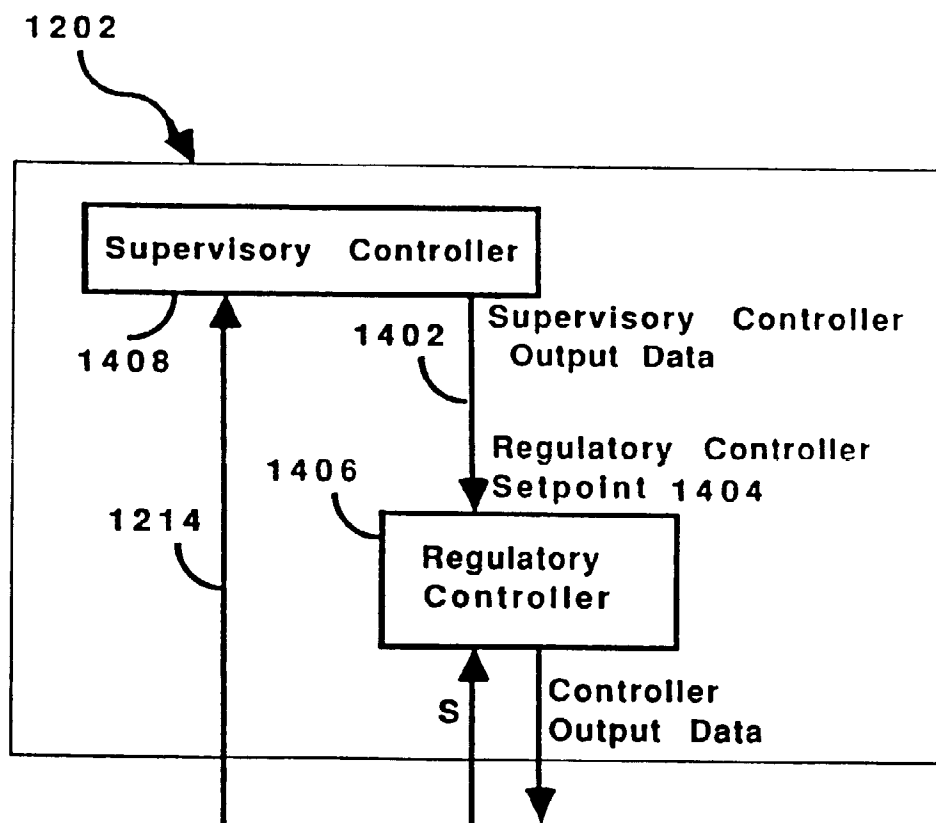 1202
Supervisory Controller
1408
1402
Supervisory Controller
Output Data
Regulatory Controller
Setpoint 1404
1406
1214
Regulatory
Controller
S
Controller
Output Data